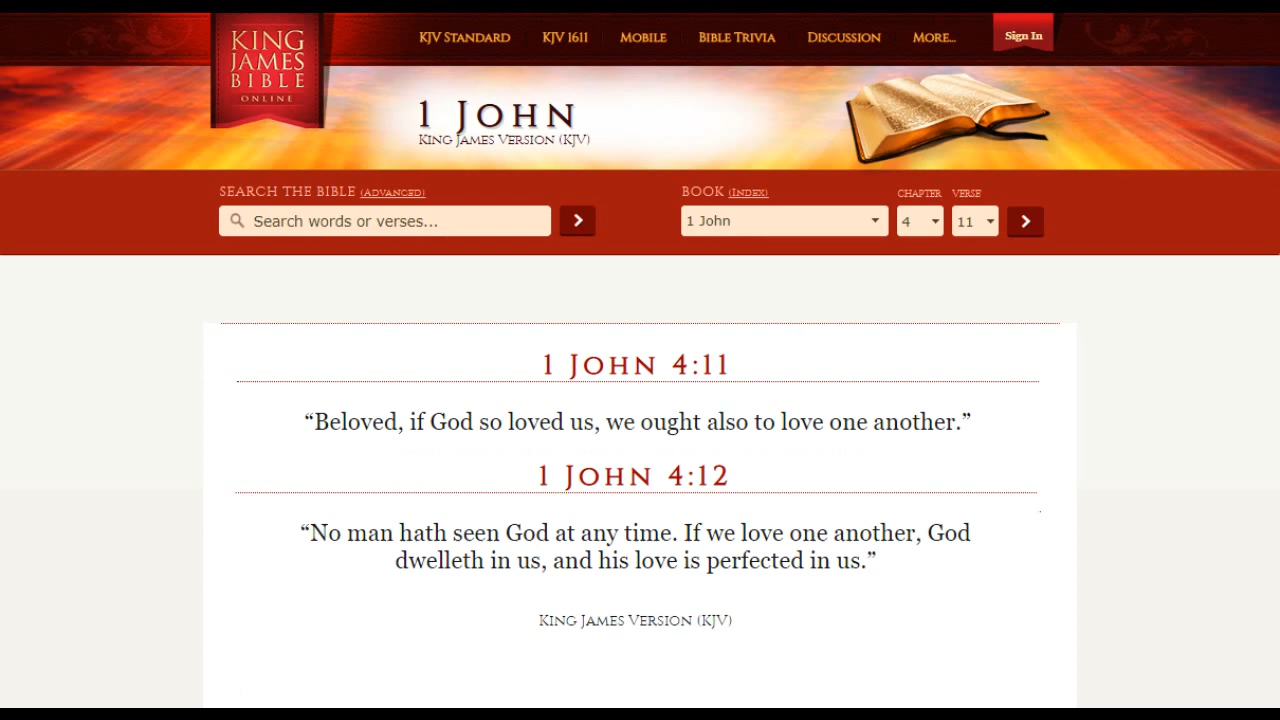 KING
JAMES
BIBLE
ONLINE
KJV Standard KJV 1611 Mobile Bible Trivia Discussion More... Sign In
1 John
King James Version (KJV)
SEARCH THE BIBLE (Advanced) BOOK (Index) CHAPTER VERSE
Search words or verses... 1 John 4 11
1 John 4:11
“Beloved, if God so loved us, we ought also to love one another.”
1 John 4:12
“No man hath seen God at any time. If we love one another, God
dwelleth in us, and his love is perfected in us.”
King James Version (KJV)